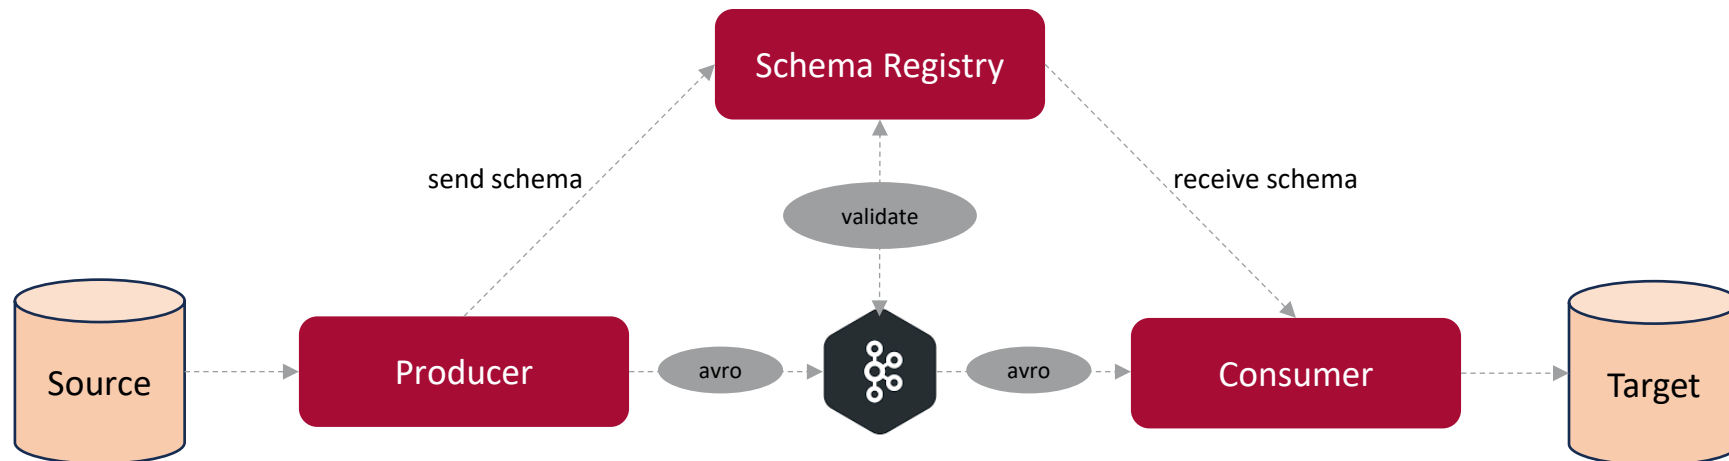 Schema Registry
send schema
receive schema
validate
Source
Producer
avro
avro
Consumer
Target